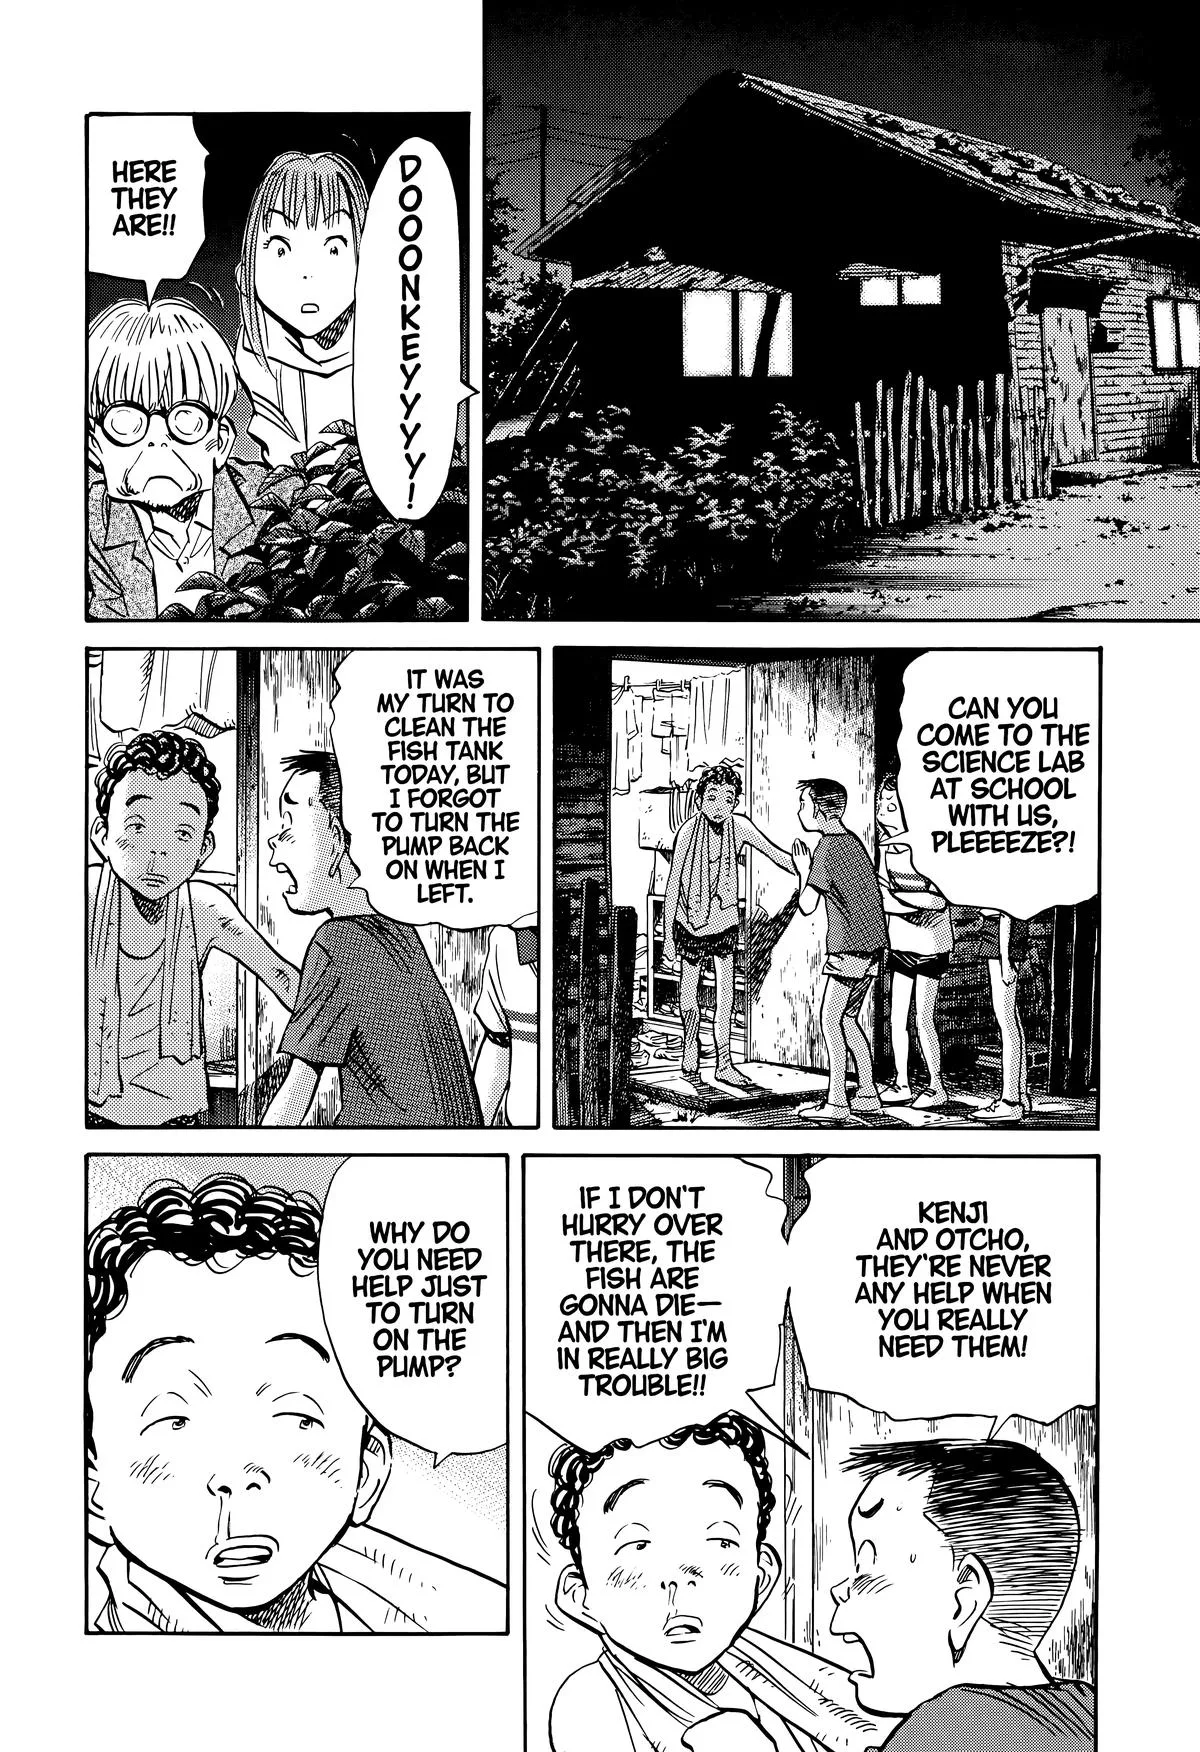 DOOONKEYYYY!
HERE
THEY
ARE!!
CAN YOU
COME TO THE
SCIENCE LAB
AT SCHOOL
WITH US,
PLEEEEZE?!
IT WAS
MY TURN TO
CLEAN THE
FISH TANK
TODAY, BUT
I FORGOT
TO TURN THE
PUMP BACK
ON WHEN I
LEFT.
KENJI
AND OTCHO,
THEY'RE NEVER
ANY HELP WHEN
YOU REALLY
NEED THEM!
IF I DON'T
HURRY OVER
THERE, THE
FISH ARE
GONNA DIE—
AND THEN I'M
IN REALLY BIG
TROUBLE!!
WHY DO
YOU NEED
HELP JUST
TO TURN
ON THE
PUMP?